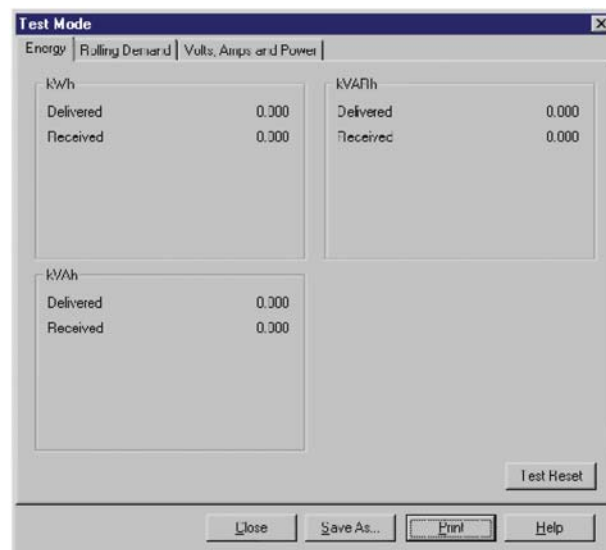 Test Mode
Energy Rolling Demand Volts, Amps and Power
kWh
Delivered 0.000
Received 0.000
kVARh
Delivered 0.000
Received 0.000
kVAh
Delivered 0.000
Received 0.000
Test Reset
Close Save As... Print Help